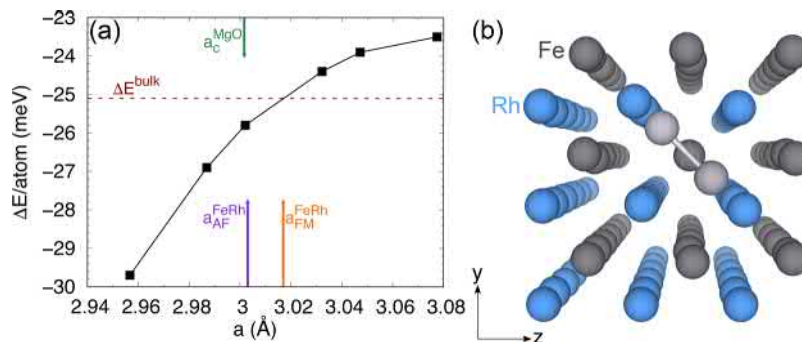 (a)
a_c^MgO
ΔE^bulk
a_AF^FeRh
a_FM^FeRh
ΔE/atom (meV)
-23
-24
-25
-26
-27
-28
-29
-30
2.94
2.96
2.98
3
3.02
3.04
3.06
3.08
a (Å)
(b)
Fe
Rh
y
z